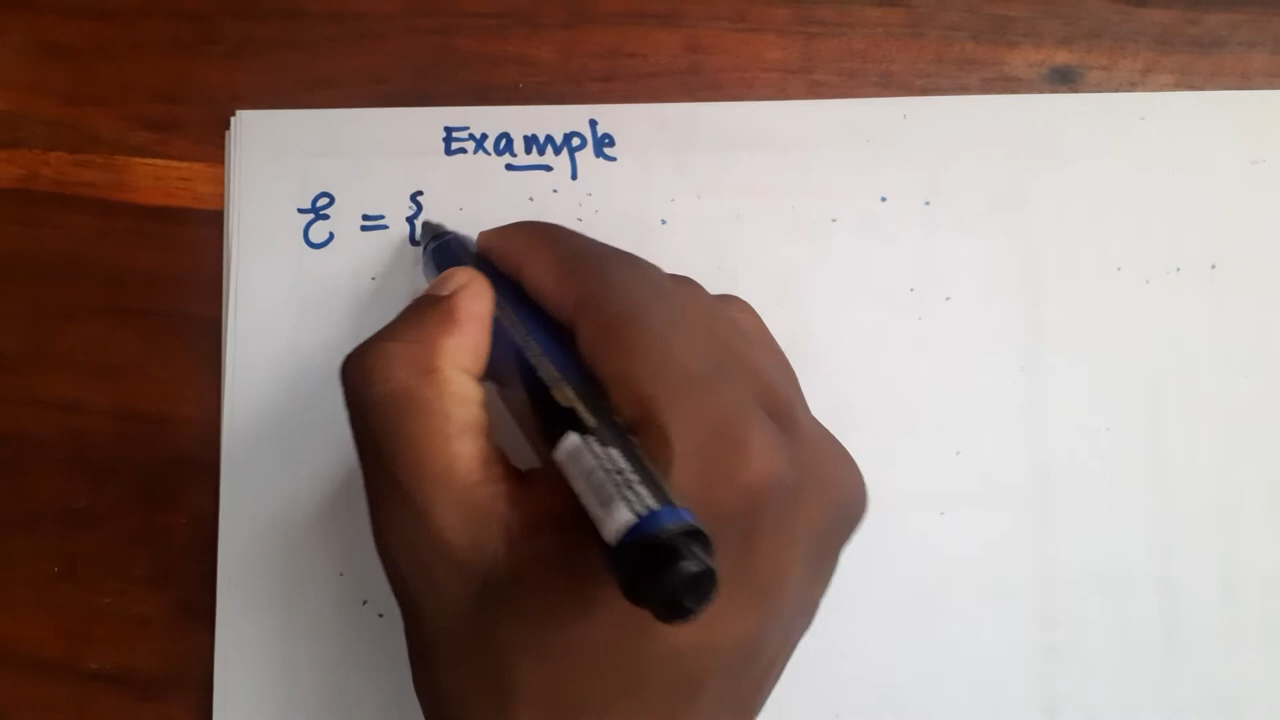 Example
ℰ = {